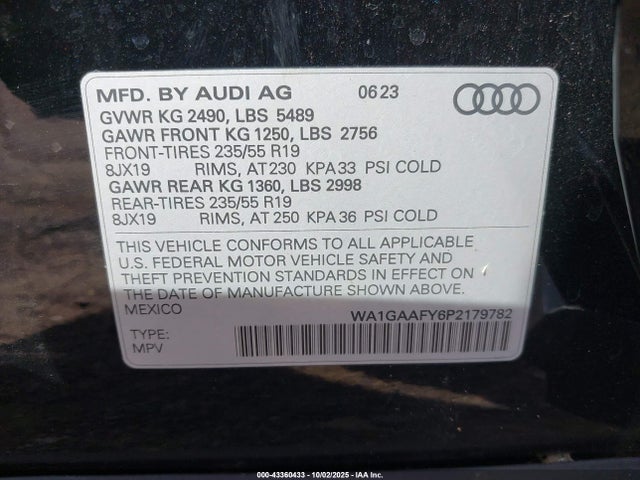 MFD. BY AUDI AG 0623
GVWR KG 2490, LBS 5489
GAWR FRONT KG 1250, LBS 2756
FRONT-TIRES 235/55 R19
8JX19 RIMS, AT 230 KPA 33 PSI COLD
GAWR REAR KG 1360, LBS 2998
REAR-TIRES 235/55 R19
8JX19 RIMS, AT 250 KPA 36 PSI COLD
THIS VEHICLE CONFORMS TO ALL APPLICABLE
U.S. FEDERAL MOTOR VEHICLE SAFETY AND
THEFT PREVENTION STANDARDS IN EFFECT ON
THE DATE OF MANUFACTURE SHOWN ABOVE.
MEXICO WA1GAAFY6P2179782
TYPE:
MPV
000-43360433 - 10/02/2025 - IAA Inc.